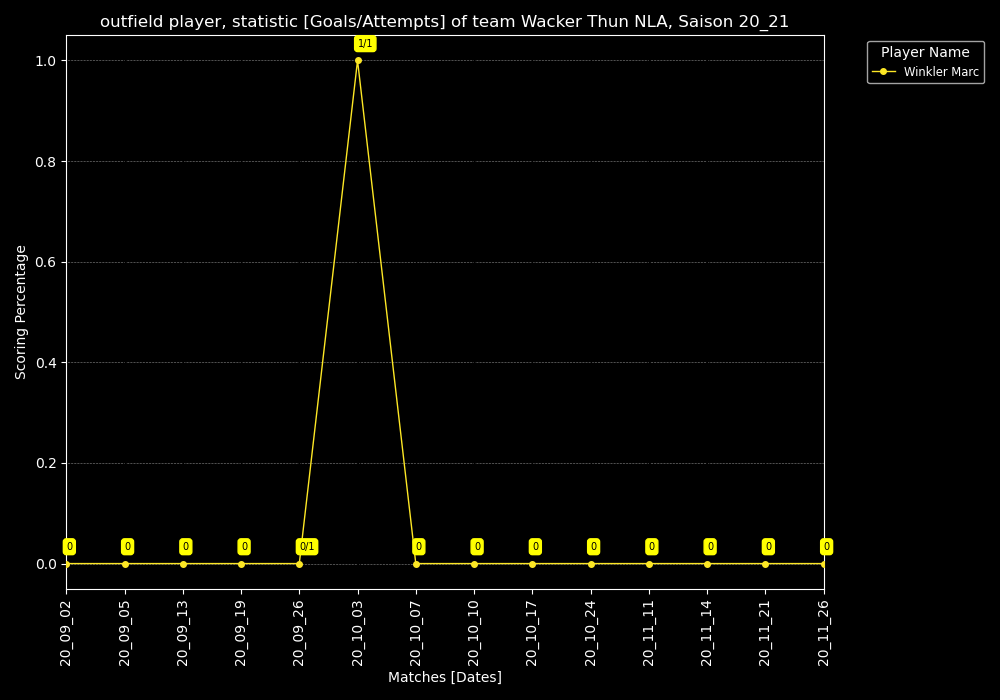 outfield player, statistic [Goals/Attempts] of team Wacker Thun NLA, Saison 20_21
Player Name
Winkler Marc
Scoring Percentage
1.0
0.8
0.6
0.4
0.2
0.0
1/1
0 0 0 0 0/1 0 0 0 0 0 0 0 0
20_09_02 20_09_05 20_09_13 20_09_19 20_09_26 20_10_03 20_10_07 20_10_10 20_10_17 20_10_24 20_11_11 20_11_14 20_11_21 20_11_26
Matches [Dates]